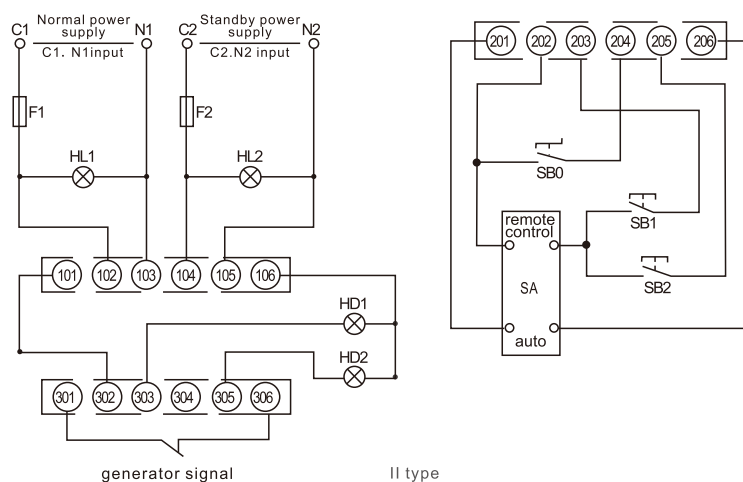 Normal power supply
C1 N1
C1. N1input
Standby power supply
C2 N2
C2.N2 input
F1
F2
HL1
HL2
101 102 103 104 105 106
HD1
HD2
301 302 303 304 305 306
generator signal
201 202 203 204 205 206
SB0
SB1
SB2
remote
control
SA
auto
II type